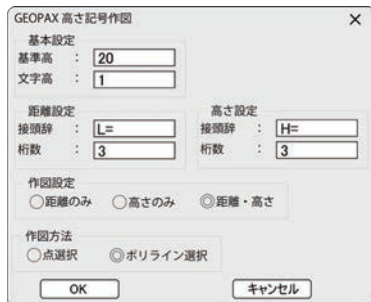 GEOPAX 高さ記号作図
基本設定
基準高 : 20
文字高 : 1
距離設定
接頭辞 : L=
桁数 : 3
高さ設定
接頭辞 : H=
桁数 : 3
作図設定
距離のみ 高さのみ 距離・高さ
作図方法
点選択 ポリライン選択
OK キャンセル